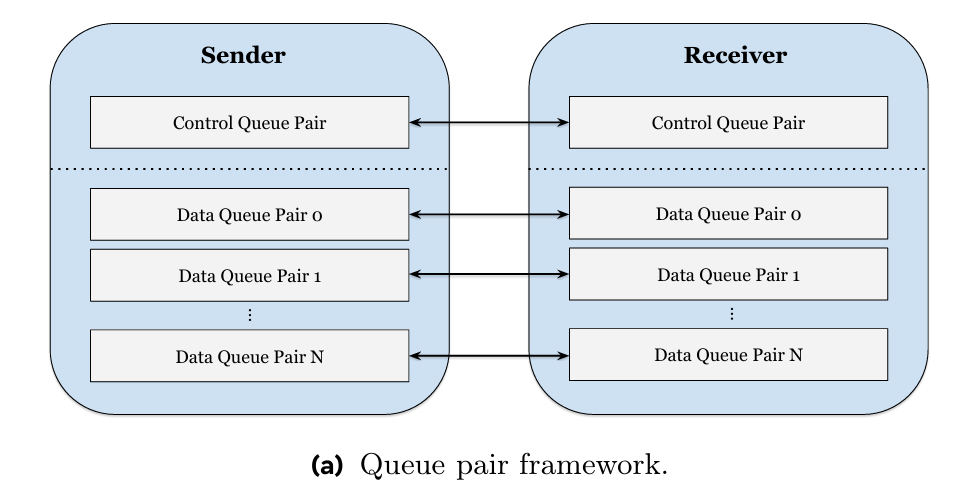 Sender
Receiver
Control Queue Pair
Control Queue Pair
Data Queue Pair 0
Data Queue Pair 0
Data Queue Pair 1
Data Queue Pair 1
⋮
⋮
Data Queue Pair N
Data Queue Pair N
(a) Queue pair framework.